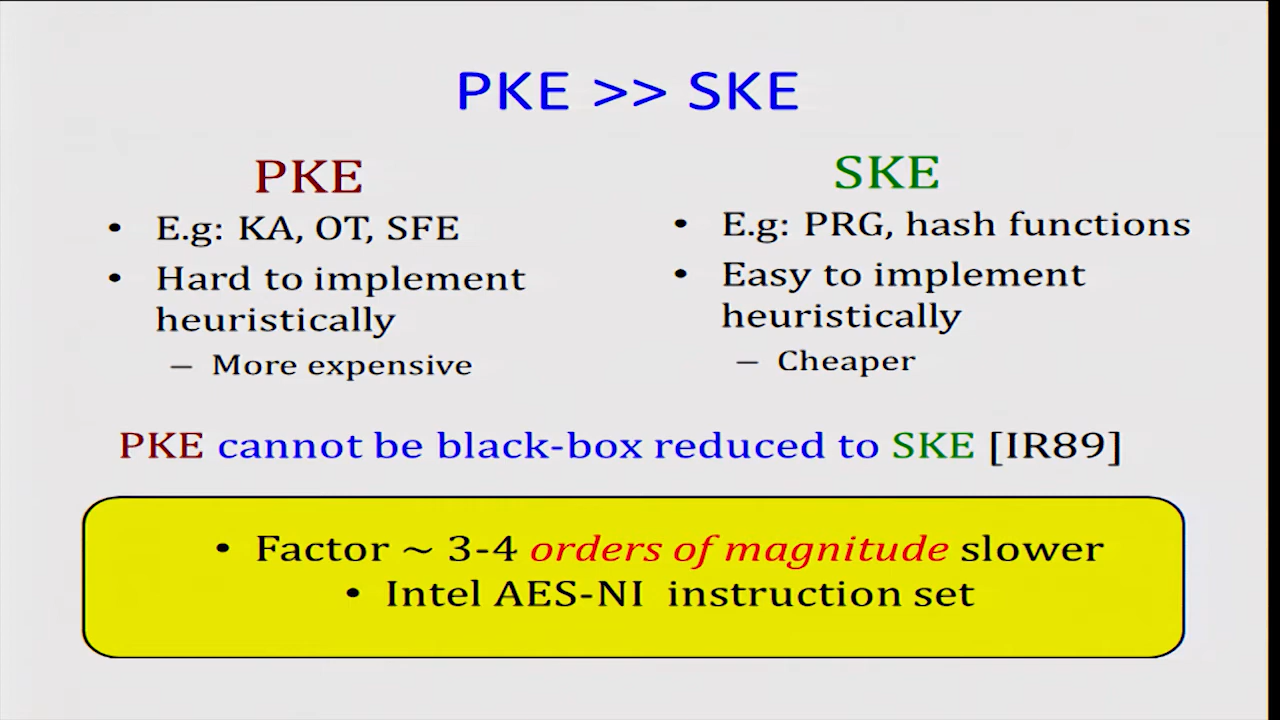 PKE >> SKE
PKE
• E.g: KA, OT, SFE
• Hard to implement
heuristically
– More expensive
SKE
• E.g: PRG, hash functions
• Easy to implement
heuristically
– Cheaper
PKE cannot be black-box reduced to SKE [IR89]
• Factor ~ 3-4 orders of magnitude slower
• Intel AES-NI instruction set